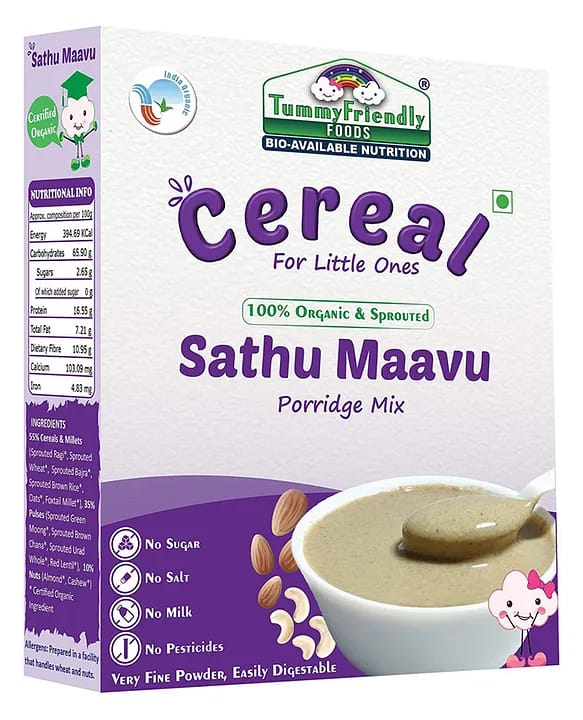 Sathu Maavu
Certified
Organic
NUTRITIONAL INFO
Approx. composition per 100g
Energy 394.69 KCal
Carbohydrates 65.90 g
Sugars 2.65 g
Of which added sugar 0 g
Protein 16.55 g
Total Fat 7.21 g
Dietary Fibre 10.95 g
Calcium 103.09 mg
Iron 4.83 mg
INGREDIENTS
55% Cereals & Millets
(Sprouted Ragi*, Sprouted
Wheat*, Sprouted Bajra*,
Sprouted Brown Rice*,
Oats*, Foxtail Millet*), 35%
Pulses (Sprouted Green
Moong*, Sprouted Brown
Chana*, Sprouted Urad
Whole*, Red Lentil*), 10%
Nuts (Almond*, Cashew*)
* Certified Organic
Ingredient
Allergens: Prepared in a facility
that handles wheat and nuts.
India Organic
TummyFriendly®
FOODS
BIO-AVAILABLE NUTRITION
Cereal
For Little Ones
100% Organic & Sprouted
Sathu Maavu
Porridge Mix
No Sugar
No Salt
No Milk
No Pesticides
Very Fine Powder, Easily Digestable